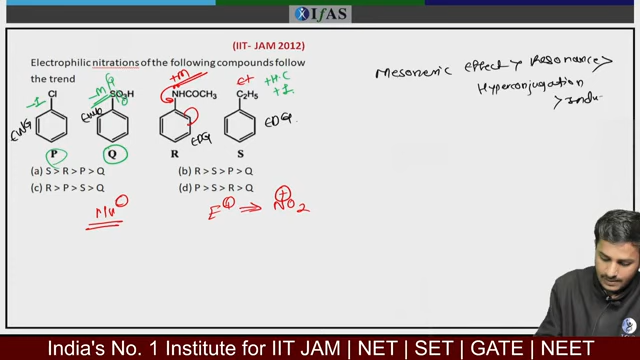 IFAS
(IIT- JAM 2012)
Electrophilic nitrations of the following compounds follow
the trend
Mesomeric effect > Resonance >
Hyperconjugation
> Indu
-I
Cl
EWG
P
-M
SO₃H
EWG
Q
+M
NHCOCH₃
EDG
R
+H.C
+I
C₂H₅
EDG
S
(a) S > R > P > Q
(b) R > S > P > Q
(c) R > P > S > Q
(d) P > S > R > Q
Nu⊖
E⊕ ⇒ NO₂ ⊕
India's No. 1 Institute for IIT JAM | NET | SET | GATE | NEET